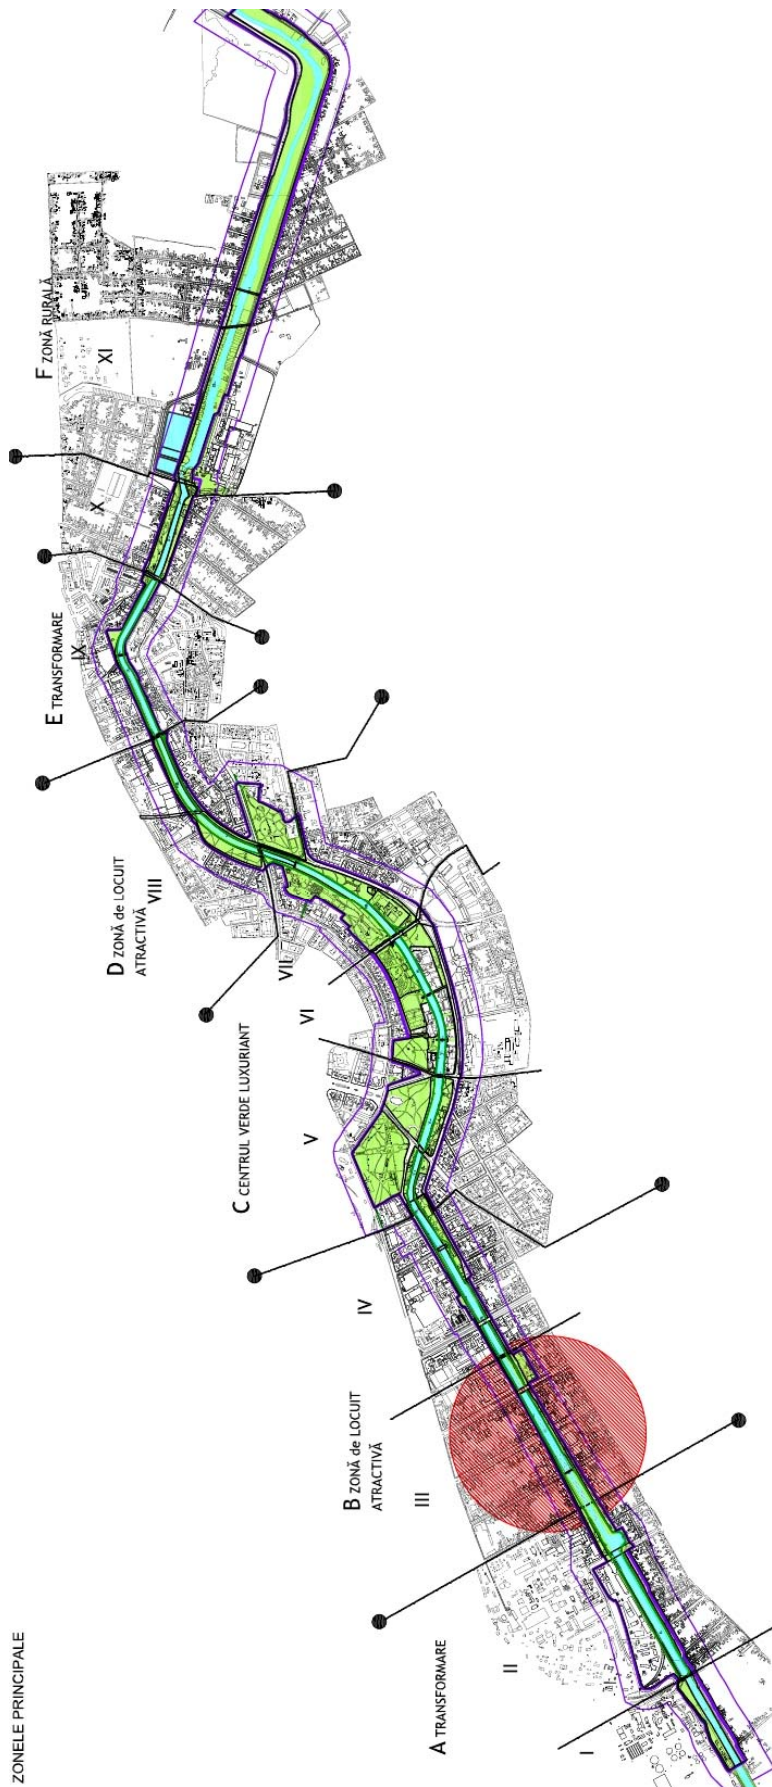 F ZONĂ RURALĂ
XI
X
E TRANSFORMARE
IX
D ZONĂ de LOCUIT
ATRACTIVĂ
VIII
VII
VI
C CENTRUL VERDE LUXURIANT
V
IV
B ZONĂ de LOCUIT
ATRACTIVĂ
III
A TRANSFORMARE
II
I
ZONELE PRINCIPALE